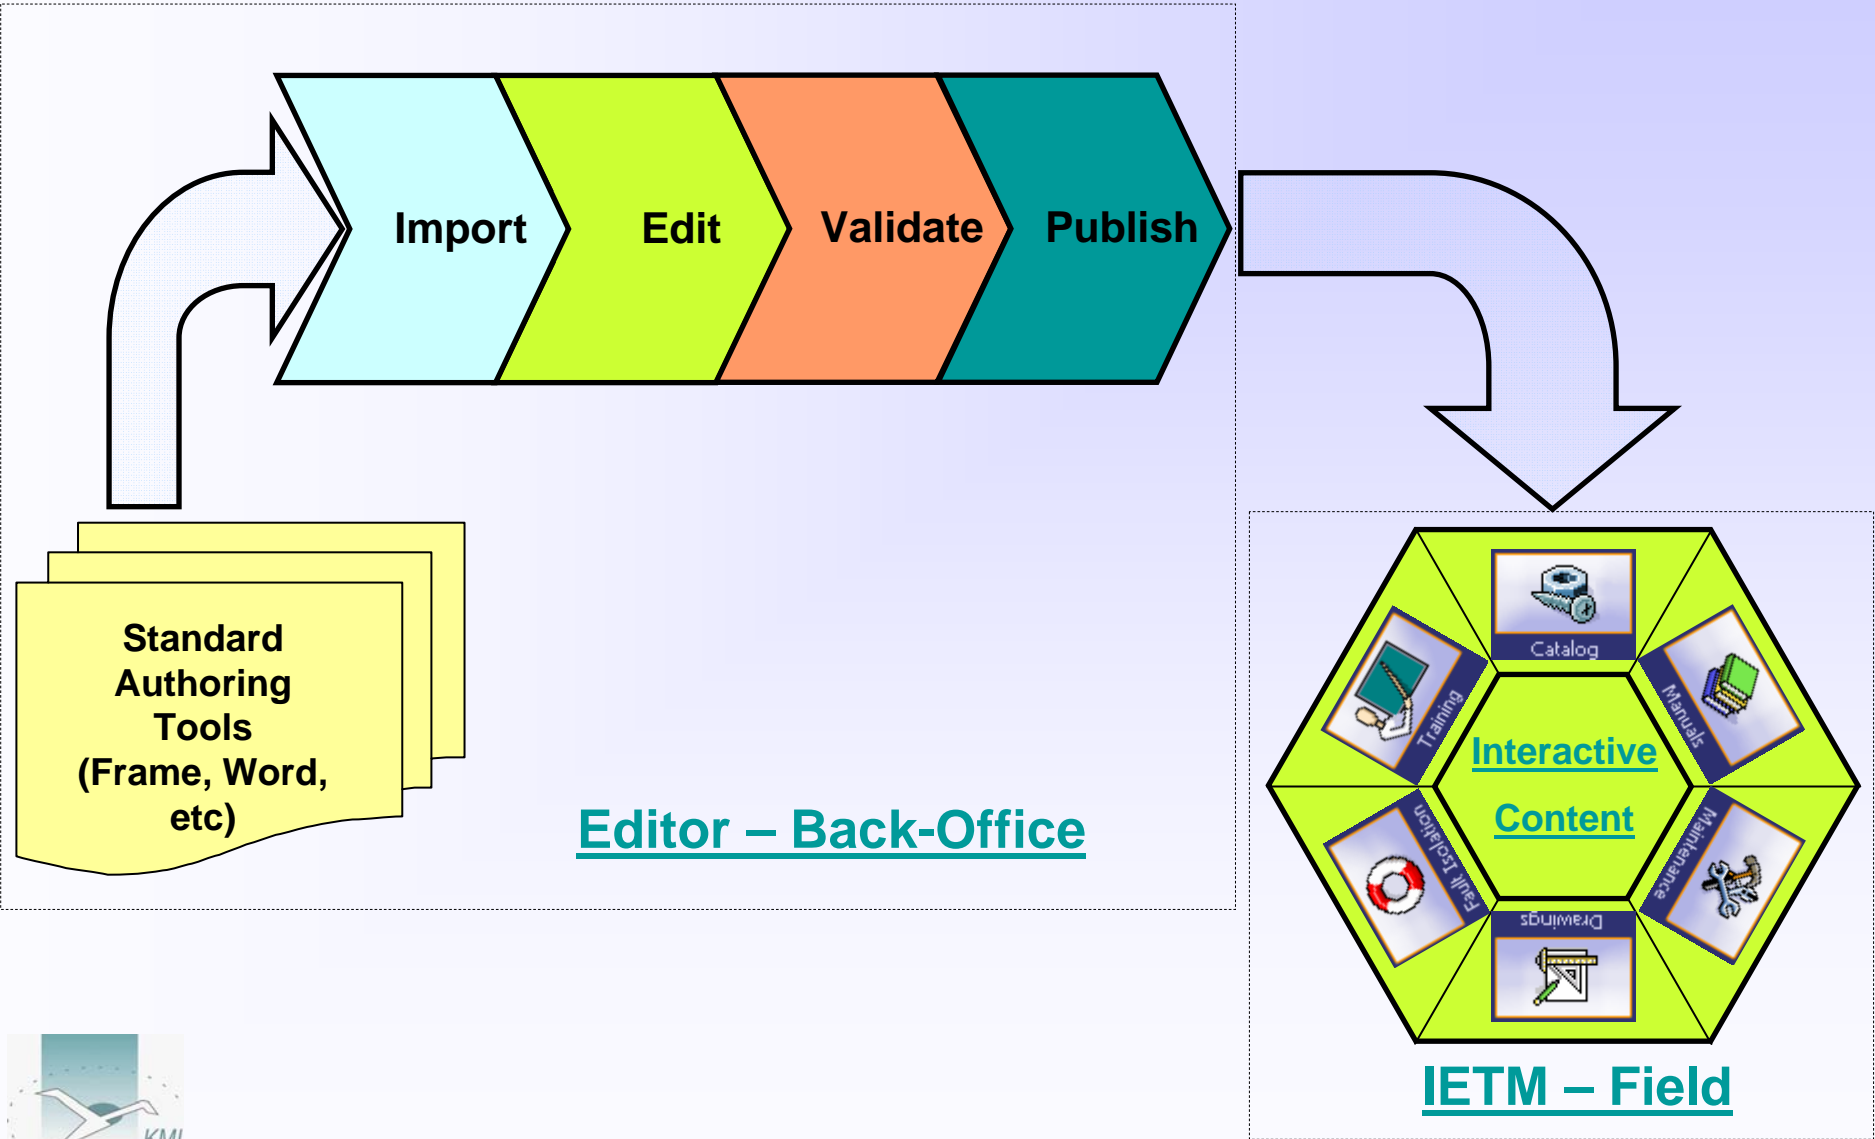 Import
Edit
Validate
Publish
Standard
Authoring
Tools
(Frame, Word,
etc)
Editor – Back-Office
Catalog
Manuals
Maintenance
Drawings
Fault Isolation
Training
Interactive
Content
IETM – Field